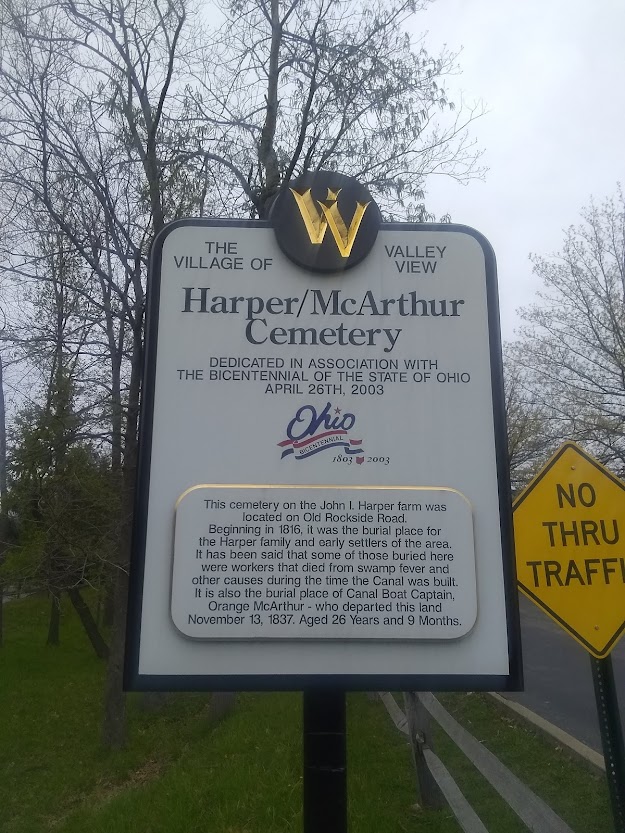 THE VALLEY
VILLAGE OF VIEW
Harper/McArthur
Cemetery
DEDICATED IN ASSOCIATION WITH
THE BICENTENNIAL OF THE STATE OF OHIO
APRIL 26TH, 2003
Ohio
BICENTENNIAL
1803 2003
This cemetery on the John I. Harper farm was
located on Old Rockside Road.
Beginning in 1816, it was the burial place for
the Harper family and early settlers of the area.
It has been said that some of those buried here
were workers that died from swamp fever and
other causes during the time the Canal was built.
It is also the burial place of Canal Boat Captain,
Orange McArthur - who departed this land
November 13, 1837. Aged 26 Years and 9 Months.
NO
THRU
TRAFFI